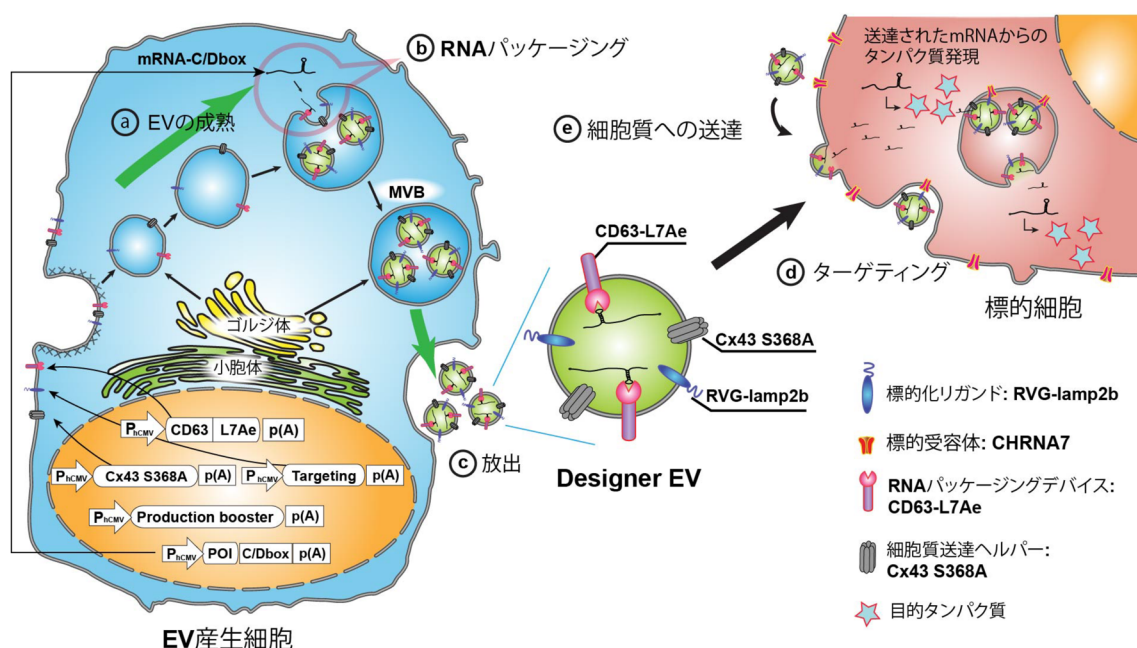 mRNA-C/Dbox
ⓑ RNAパッケージング
ⓐ EVの成熟
MVB
ゴルジ体
小胞体
PhCMV CD63 L7Ae p(A)
PhCMV Cx43 S368A p(A)
PhCMV Targeting p(A)
PhCMV Production booster p(A)
PhCMV POI C/Dbox p(A)
ⓒ 放出
EV産生細胞
CD63-L7Ae
Cx43 S368A
RVG-lamp2b
Designer EV
送達されたmRNAからの
タンパク質発現
ⓔ 細胞質への送達
ⓓ ターゲティング
標的細胞
標的化リガンド: RVG-lamp2b
標的受容体: CHRNA7
RNAパッケージングデバイス:
CD63-L7Ae
細胞質送達ヘルパー:
Cx43 S368A
目的タンパク質